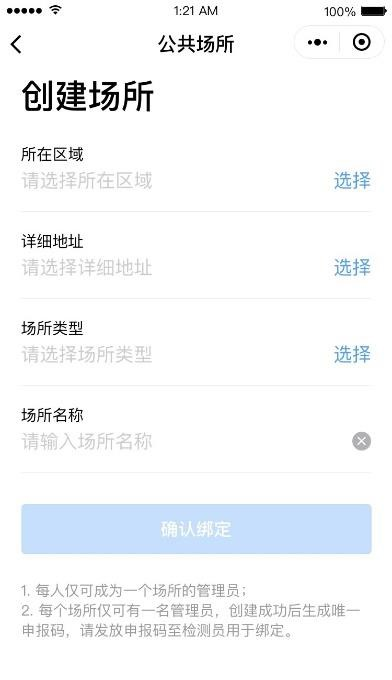 1:21 AM
100%
公共场所
创建场所
所在区域
请选择所在区域
选择
详细地址
请选择详细地址
选择
场所类型
请选择场所类型
选择
场所名称
请输入场所名称
确认绑定
1. 每人仅可成为一个场所的管理员；
2. 每个场所仅可有一名管理员，创建成功后生成唯一
申报码，请发放申报码至检测员用于绑定。